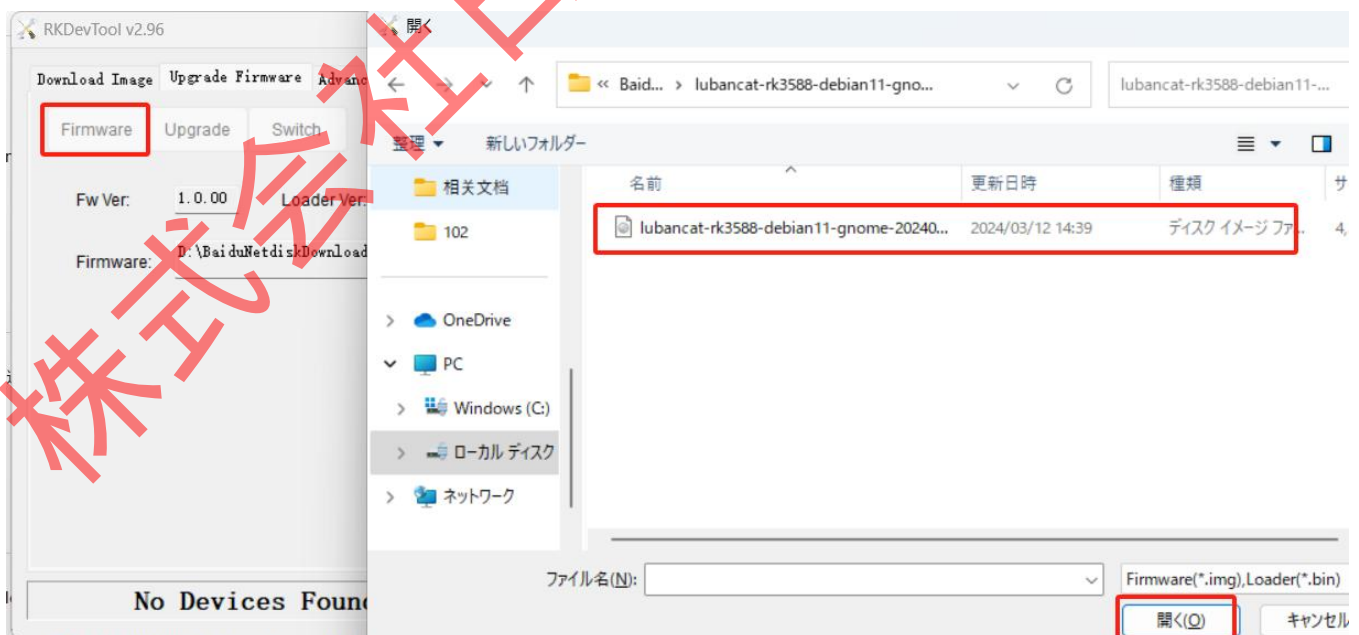 RKDevTool v2.96
Download Image Upgrade Firmware Advanc
Firmware Upgrade Switch
Fw Ver: 1.0.00 Loader Ver:
Firmware: D:\BaiduNetdiskDownload
No Devices Found
開く
« Baid... › lubancat-rk3588-debian11-gno...
lubancat-rk3588-debian11-...
整理 新しいフォルダー
相关文档
102
OneDrive
PC
Windows (C:)
ローカル ディスク
ネットワーク
名前 更新日時 種類 サ
lubancat-rk3588-debian11-gnome-20240... 2024/03/12 14:39 ディスク イメージ ファ... 4,
ファイル名(N):
Firmware(*.img),Loader(*.bin)
開く(O) キャンセル
株式会社